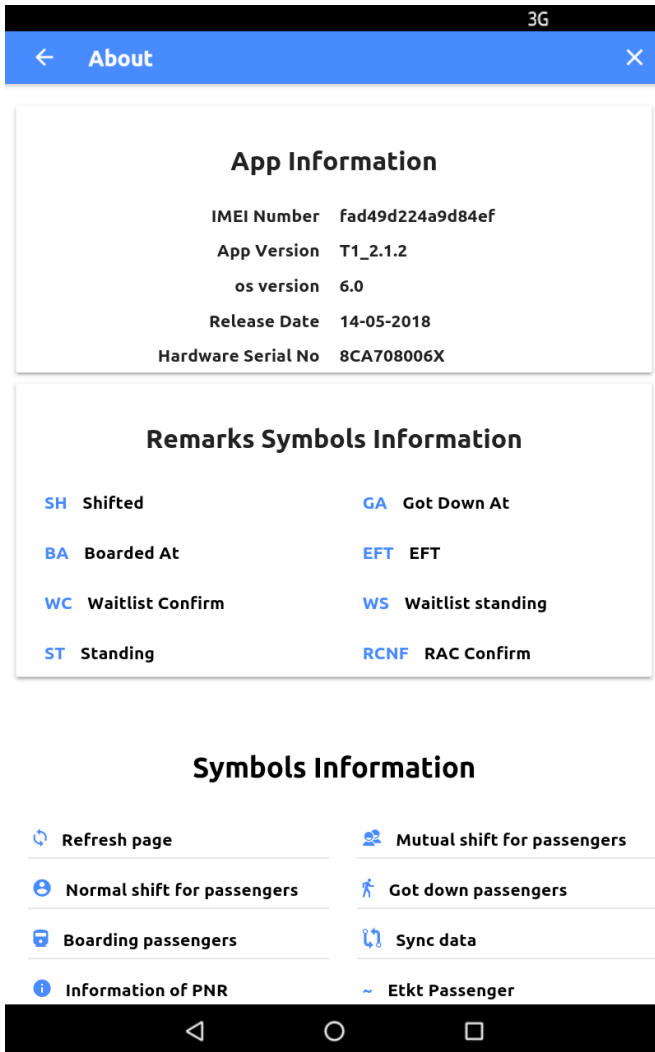 3G
About
App Information
IMEI Number fad49d224a9d84ef
App Version T1_2.1.2
os version 6.0
Release Date 14-05-2018
Hardware Serial No 8CA708006X
Remarks Symbols Information
SH Shifted GA Got Down At
BA Boarded At EFT EFT
WC Waitlist Confirm WS Waitlist standing
ST Standing RCNF RAC Confirm
Symbols Information
Refresh page Mutual shift for passengers
Normal shift for passengers Got down passengers
Boarding passengers Sync data
Information of PNR ~ Etkt Passenger